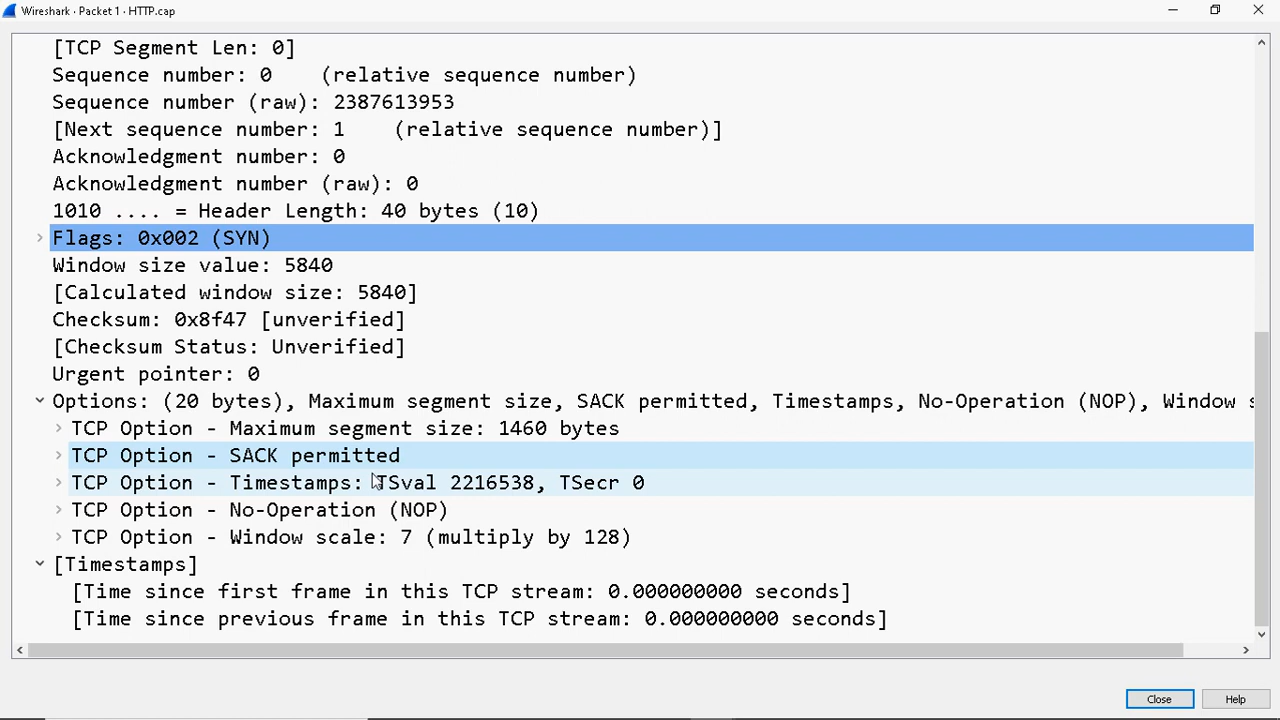 Wireshark · Packet 1 · HTTP.cap
[TCP Segment Len: 0]
Sequence number: 0    (relative sequence number)
Sequence number (raw): 2387613953
[Next sequence number: 1    (relative sequence number)]
Acknowledgment number: 0
Acknowledgment number (raw): 0
1010 .... = Header Length: 40 bytes (10)
Flags: 0x002 (SYN)
Window size value: 5840
[Calculated window size: 5840]
Checksum: 0x8f47 [unverified]
[Checksum Status: Unverified]
Urgent pointer: 0
Options: (20 bytes), Maximum segment size, SACK permitted, Timestamps, No-Operation (NOP), Window s
TCP Option - Maximum segment size: 1460 bytes
TCP Option - SACK permitted
TCP Option - Timestamps: TSval 2216538, TSecr 0
TCP Option - No-Operation (NOP)
TCP Option - Window scale: 7 (multiply by 128)
[Timestamps]
[Time since first frame in this TCP stream: 0.000000000 seconds]
[Time since previous frame in this TCP stream: 0.000000000 seconds]
Close Help